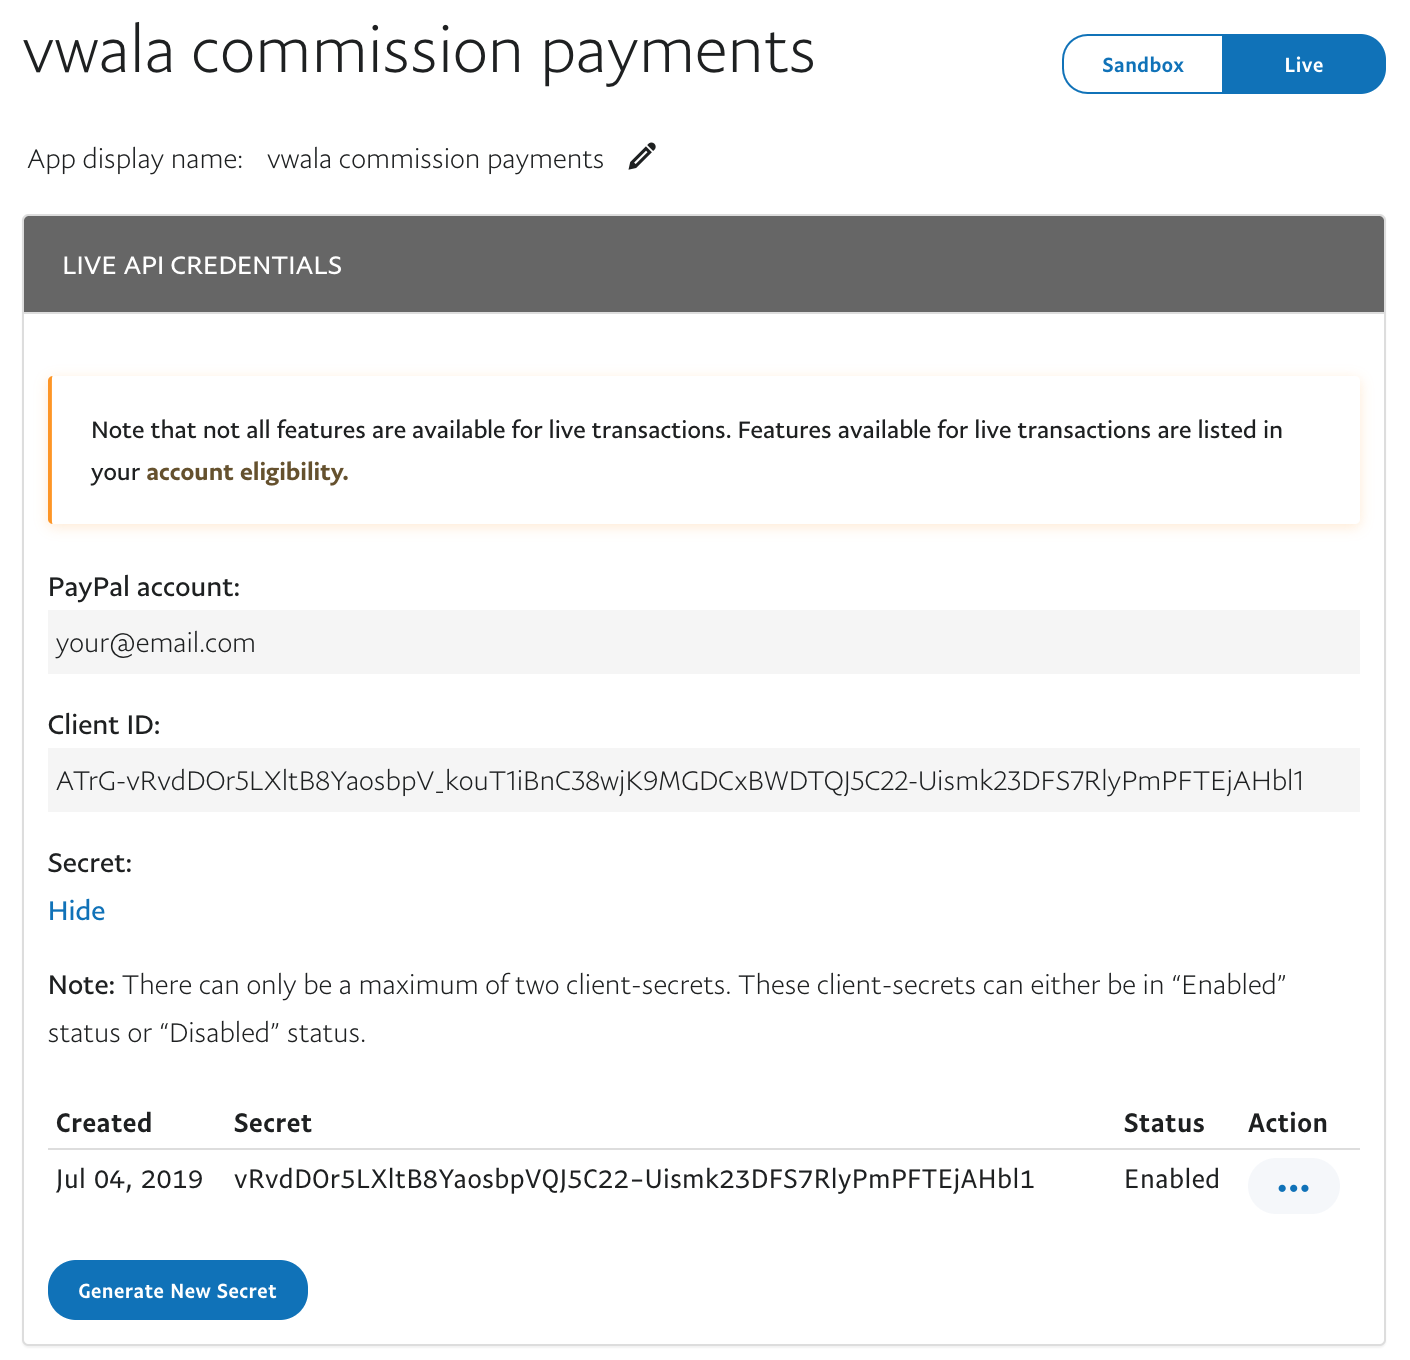 vwala commission payments
Sandbox
Live
App display name: vwala commission payments
LIVE API CREDENTIALS
Note that not all features are available for live transactions. Features available for live transactions are listed in
your account eligibility.
PayPal account:
your@email.com
Client ID:
ATrG-vRvdDOr5LXltB8YaosbpV_kouT1iBnC38wjK9MGDCxBWDTQJ5C22-Uismk23DFS7RlyPmPFTEjAHbl1
Secret:
Hide
Note: There can only be a maximum of two client-secrets. These client-secrets can either be in “Enabled”
status or “Disabled” status.
Created Secret Status Action
Jul 04, 2019 vRvdDOr5LXltB8YaosbpVQJ5C22-Uismk23DFS7RlyPmPFTEjAHbl1 Enabled
Generate New Secret